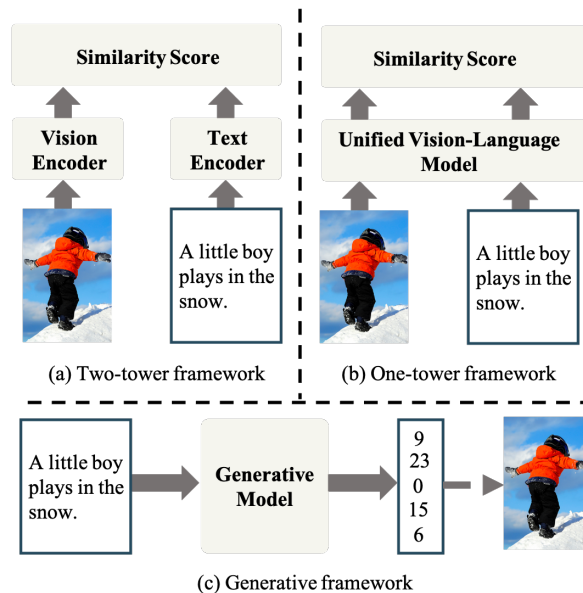 Similarity Score
Vision
Encoder
Text
Encoder
A little boy
plays in the
snow.
(a) Two-tower framework
Similarity Score
Unified Vision-Language
Model
A little boy
plays in the
snow.
(b) One-tower framework
A little boy
plays in the
snow.
Generative
Model
9
23
0
15
6
(c) Generative framework